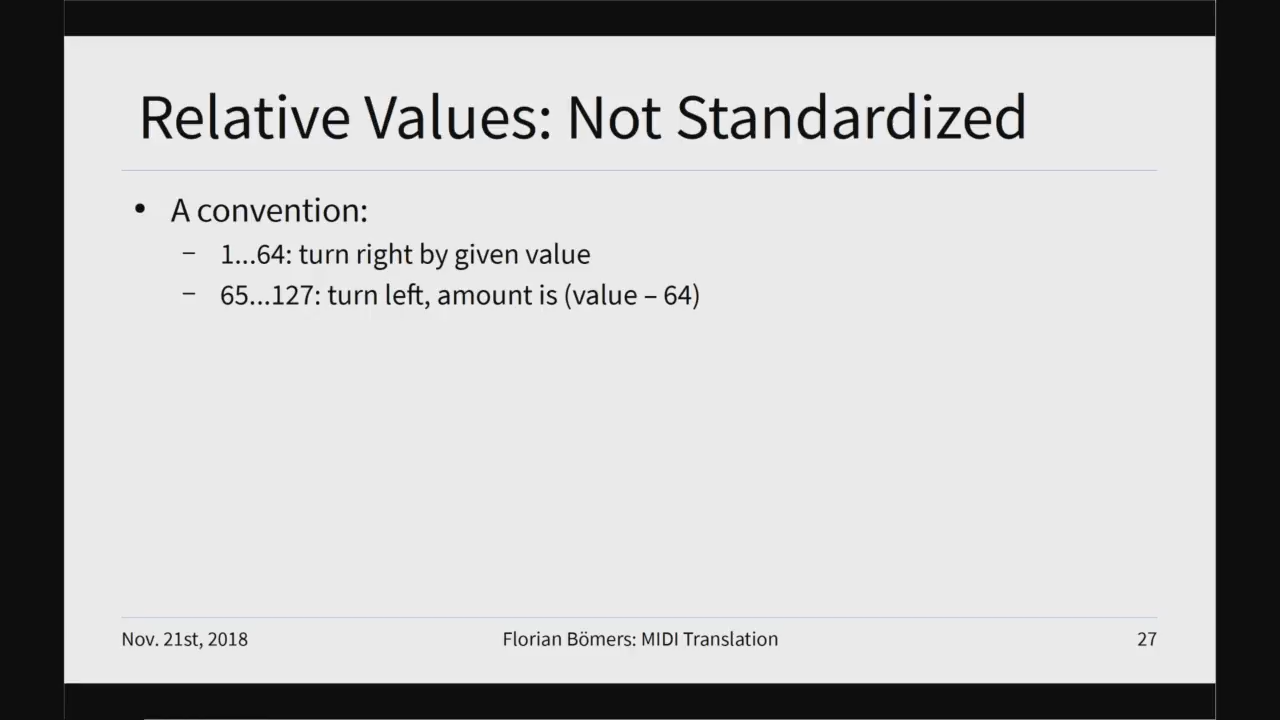 Relative Values: Not Standardized
• A convention:
– 1...64: turn right by given value
– 65...127: turn left, amount is (value – 64)
Nov. 21st, 2018 Florian Bömers: MIDI Translation 27